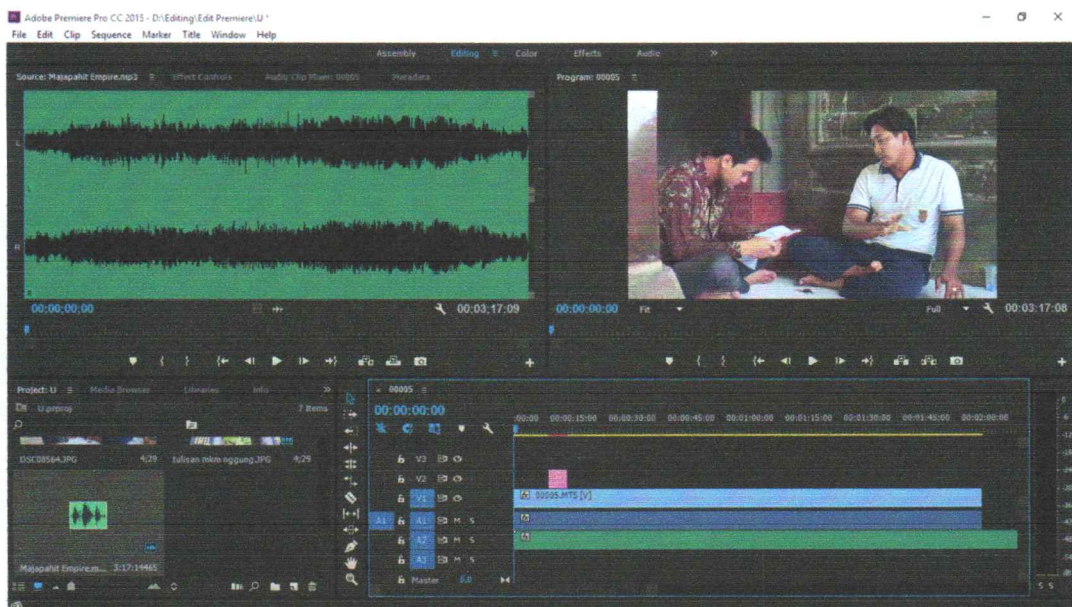 Adobe Premiere Pro CC 2015 - D:\Editing\Edit Premiere\U *
File Edit Clip Sequence Marker Title Window Help
Assembly Editing Color Effects Audio
Source: Majapahit Empire.mp3 Effect Controls Audio Clip Mixer: 00005 Metadata
Program: 00005
L
R
00:00:00:00 00:03:17:09
00:00:00:00 Fit Full 00:03:17:08
Project: U Media Browser Libraries Info
U.prproj 7 Items
DSC08564.JPG 4;29 tulisan mkm nggung.JPG 4;29
Majapahit Empire.m... 3:17:14465
00005
00:00:00:00
:00:00 00:00:15:00 00:00:30:00 00:00:45:00 00:01:00:00 00:01:15:00 00:01:30:00 00:01:45:00 00:02:00:00
V3
V2
V1 00005.MTS [V]
A1 A1 M S
A2 M S
A3 M S
Master 0.0
S S